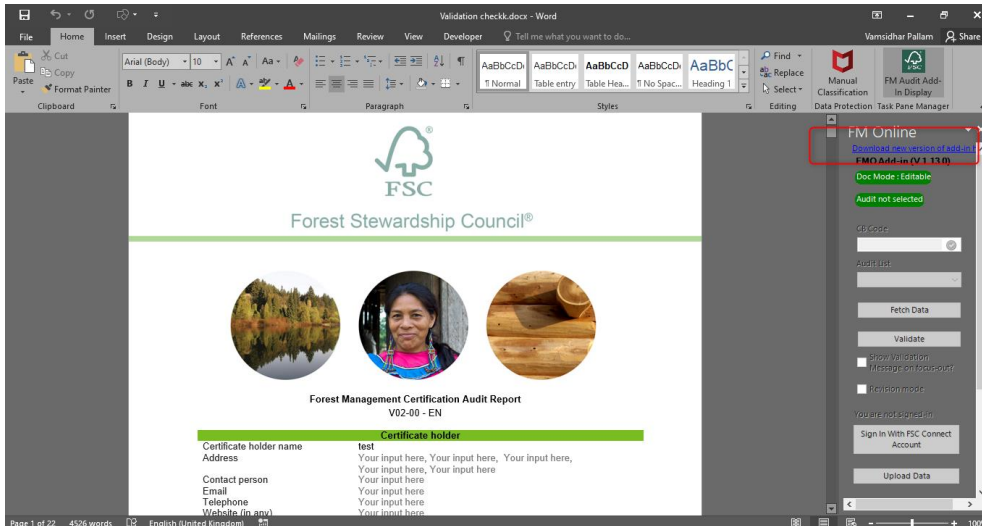 Validation checkk.docx - Word
File Home Insert Design Layout References Mailings Review View Developer Tell me what you want to do...
Vamsidhar Pallam Share
Paste
Cut
Copy
Format Painter
Clipboard
Arial (Body) 10
Font
Paragraph
AaBbCcDc AaBbCcDc AaBbCcD AaBbCcDc AaBbC
¶ Normal Table entry Table Hea... ¶ No Spac... Heading 1
Styles
Find
Replace
Select
Editing
Manual Classification
Data Protection
FM Audit Add-In Display
Task Pane Manager
FSC
Forest Stewardship Council®
Forest Management Certification Audit Report
V02-00 - EN
Certificate holder
Certificate holder name test
Address Your input here, Your input here, Your input here,
Your input here, Your input here
Contact person Your input here
Email Your input here
Telephone Your input here
Website (in any) Your input here
FM Online
Download new version of add-in
FMO Add-in (V 1.13.0)
Doc Mode : Editable
Audit not selected
CB Code
Audit List
Fetch Data
Validate
Show Validation
Message on focus-out?
Revision mode
You are not signed-in
Sign In With FSC Connect
Account
Upload Data
Page 1 of 22 4526 words English (United Kingdom) 100